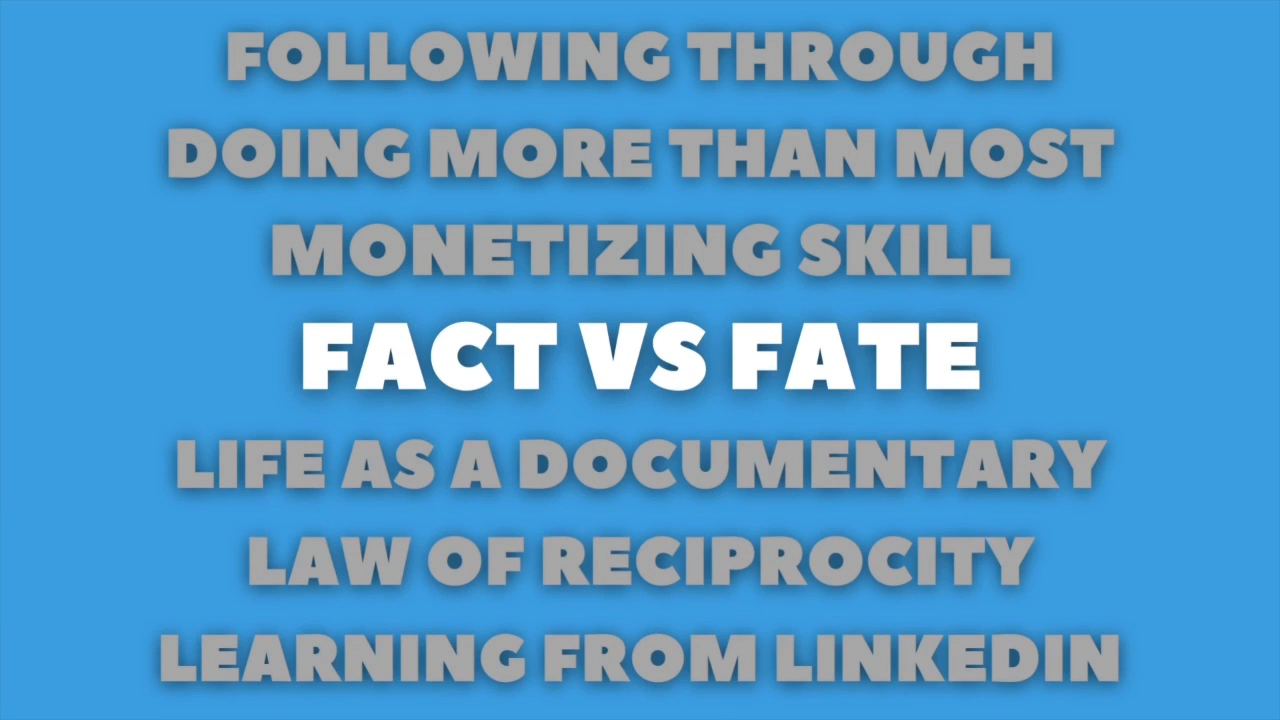 FOLLOWING THROUGH
DOING MORE THAN MOST
MONETIZING SKILL
FACT VS FATE
LIFE AS A DOCUMENTARY
LAW OF RECIPROCITY
LEARNING FROM LINKEDIN